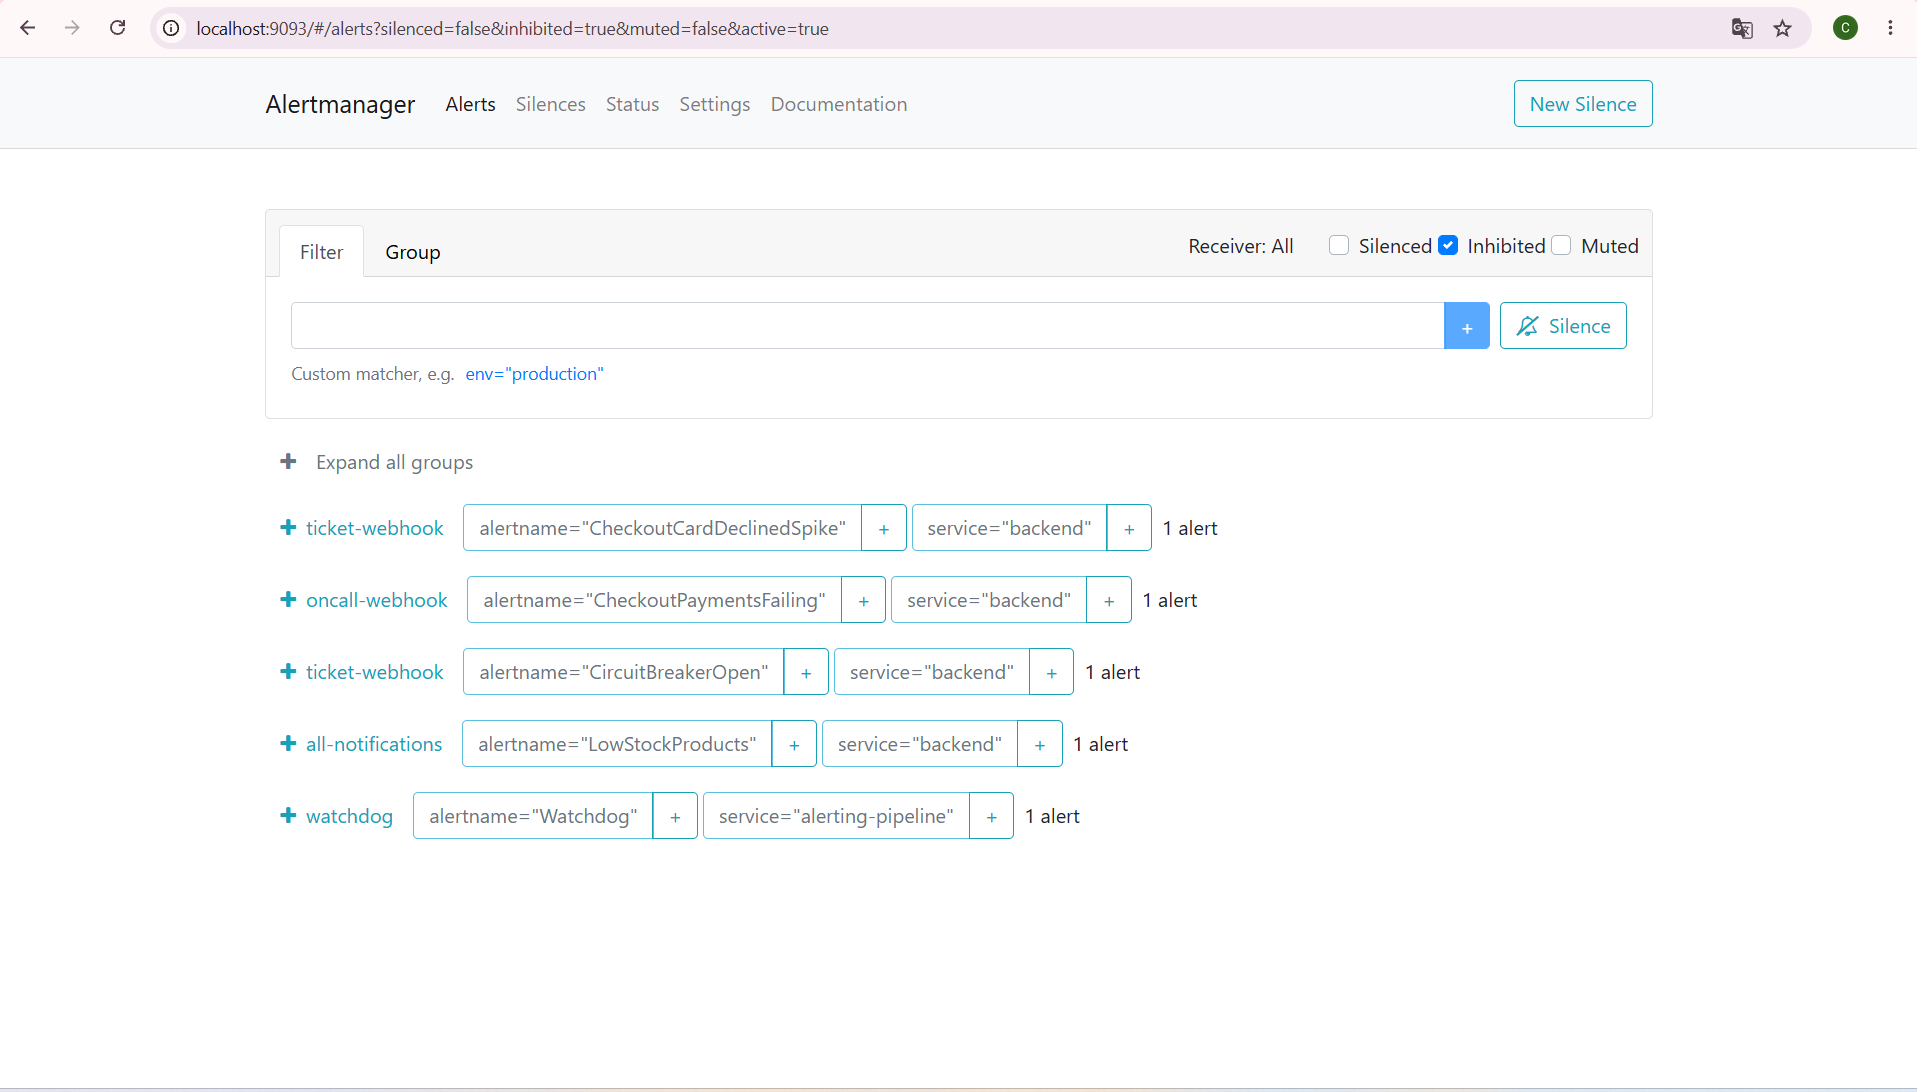 localhost:9093/#/alerts?silenced=false&inhibited=true&muted=false&active=true
C
Alertmanager Alerts Silences Status Settings Documentation New Silence
Filter Group Receiver: All Silenced Inhibited Muted
+ Silence
Custom matcher, e.g. env="production"
+ Expand all groups
+ ticket-webhook alertname="CheckoutCardDeclinedSpike" + service="backend" + 1 alert
+ oncall-webhook alertname="CheckoutPaymentsFailing" + service="backend" + 1 alert
+ ticket-webhook alertname="CircuitBreakerOpen" + service="backend" + 1 alert
+ all-notifications alertname="LowStockProducts" + service="backend" + 1 alert
+ watchdog alertname="Watchdog" + service="alerting-pipeline" + 1 alert